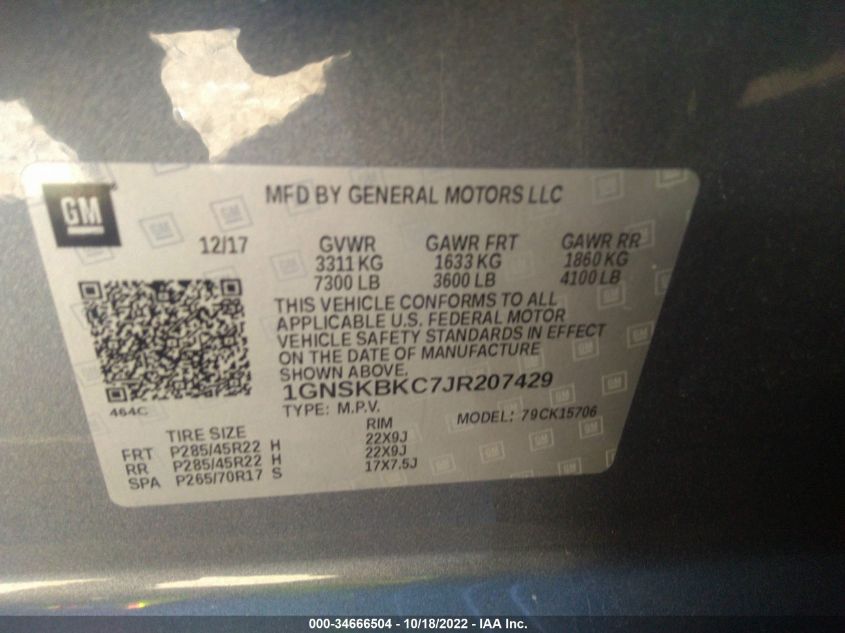 GM
MFD BY GENERAL MOTORS LLC
12/17 GVWR GAWR FRT GAWR RR
3311 KG 1633 KG 1860 KG
7300 LB 3600 LB 4100 LB
THIS VEHICLE CONFORMS TO ALL
APPLICABLE U.S. FEDERAL MOTOR
VEHICLE SAFETY STANDARDS IN EFFECT
ON THE DATE OF MANUFACTURE
SHOWN ABOVE.
1GNSKBKC7JR207429
464C
TYPE: M.P.V. MODEL: 79CK15706
TIRE SIZE RIM
FRT P285/45R22 H 22X9J
RR P285/45R22 H 22X9J
SPA P265/70R17 S 17X7.5J
000-34666504 - 10/18/2022 - IAA Inc.